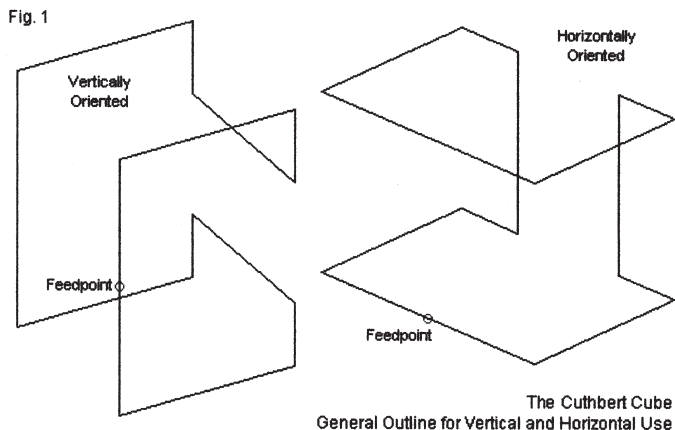 Fig. 1
Vertically
Oriented
Horizontally
Oriented
Feedpoint
Feedpoint
The Cuthbert Cube
General Outline for Vertical and Horizontal Use